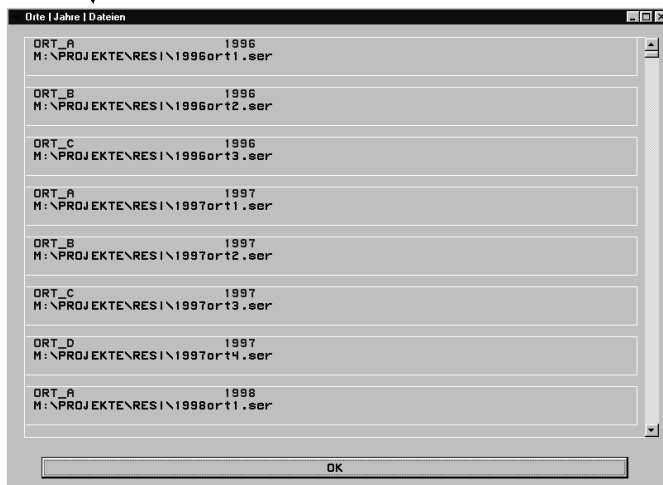 Orte | Jahre | Dateien
ORT_A 1996
M:\PROJEKTE\RESI\1996ort1.ser
ORT_B 1996
M:\PROJEKTE\RESI\1996ort2.ser
ORT_C 1996
M:\PROJEKTE\RESI\1996ort3.ser
ORT_A 1997
M:\PROJEKTE\RESI\1997ort1.ser
ORT_B 1997
M:\PROJEKTE\RESI\1997ort2.ser
ORT_C 1997
M:\PROJEKTE\RESI\1997ort3.ser
ORT_D 1997
M:\PROJEKTE\RESI\1997ort4.ser
ORT_A 1998
M:\PROJEKTE\RESI\1998ort1.ser
OK